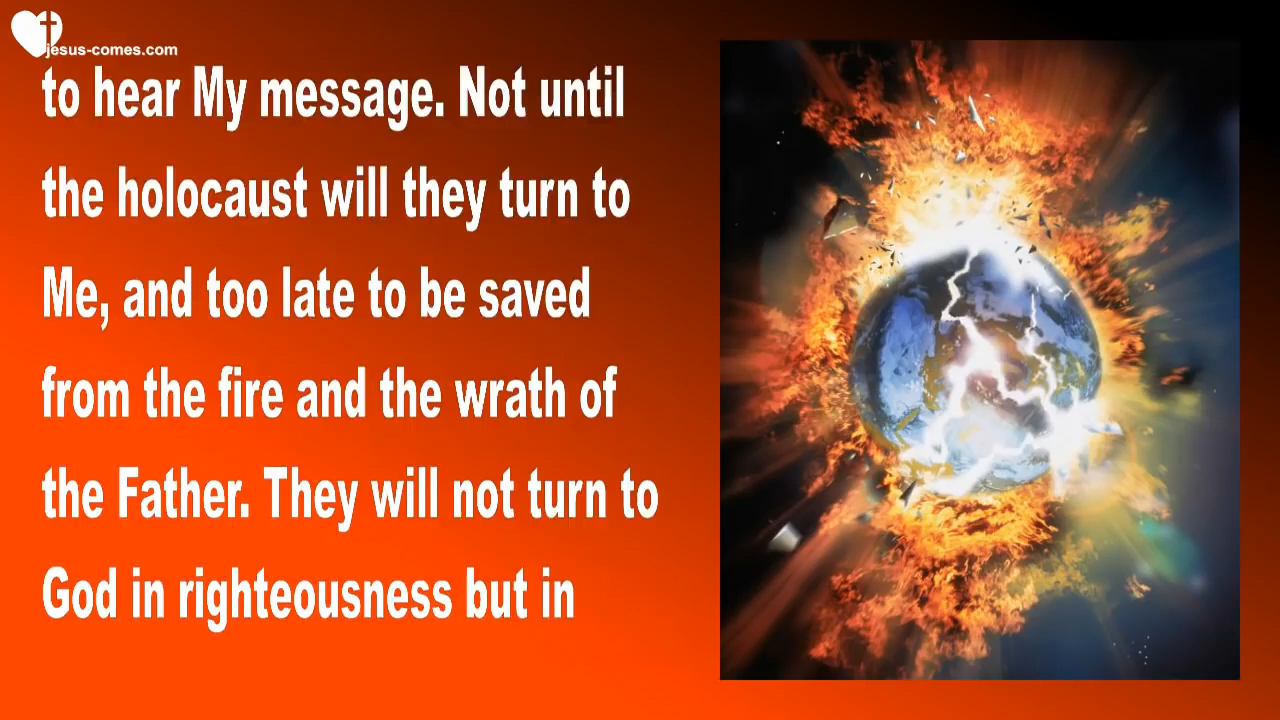 jesus-comes.com
to hear My message. Not until
the holocaust will they turn to
Me, and too late to be saved
from the fire and the wrath of
the Father. They will not turn to
God in righteousness but in